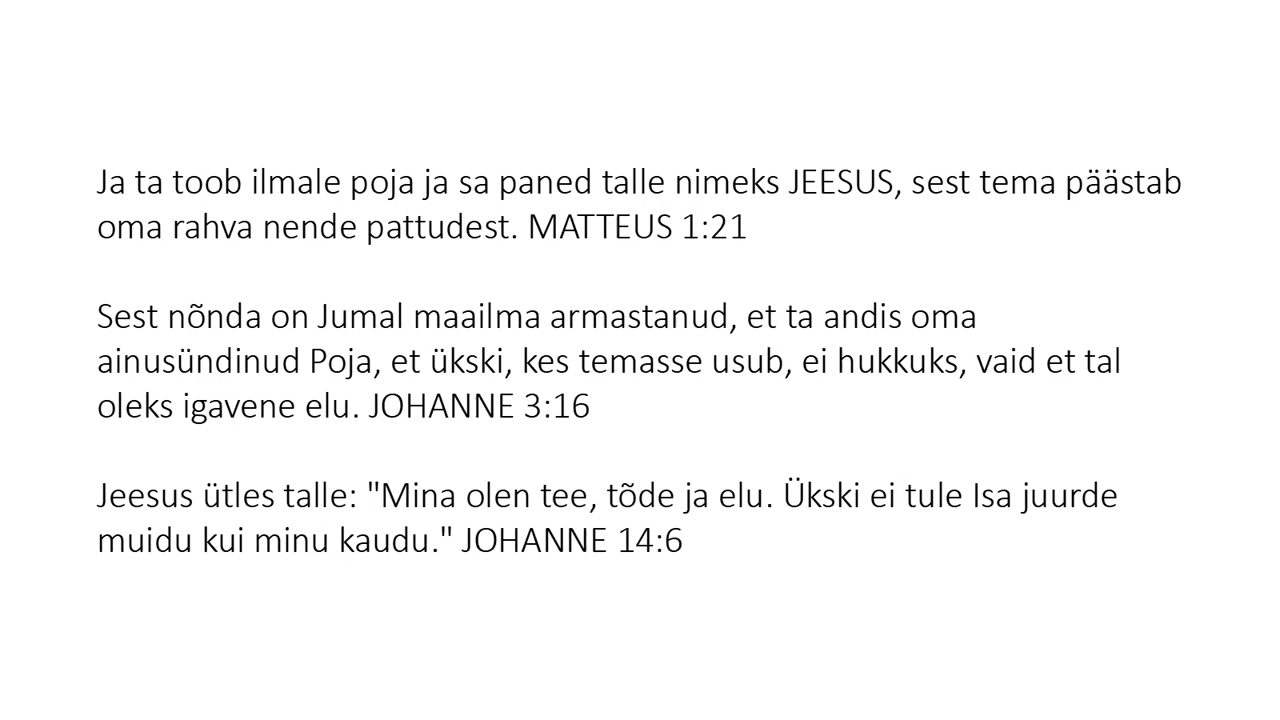 Ja ta toob ilmale poja ja sa paned talle nimeks JEESUS, sest tema päästab
oma rahva nende pattudest. MATTEUS 1:21
Sest nõnda on Jumal maailma armastanud, et ta andis oma
ainusündinud Poja, et ükski, kes temasse usub, ei hukkuks, vaid et tal
oleks igavene elu. JOHANNE 3:16
Jeesus ütles talle: "Mina olen tee, tõde ja elu. Ükski ei tule Isa juurde
muidu kui minu kaudu." JOHANNE 14:6